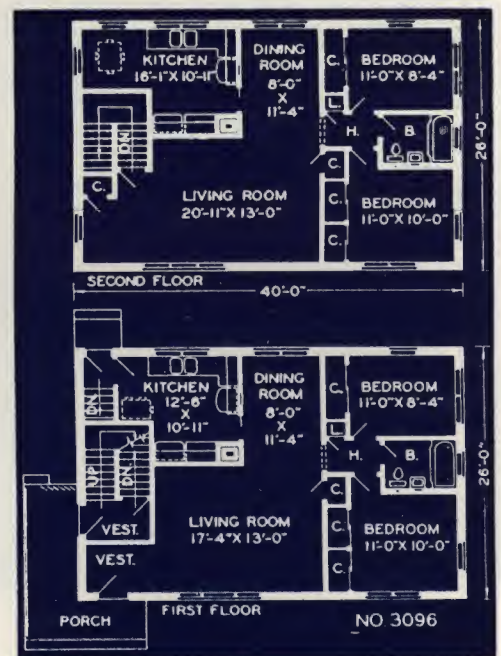 KITCHEN
16'-1" X 10'-11"
DINING
ROOM
8'-0"
X
11'-4"
C.
BEDROOM
11'-0" X 8'-4"
L.
H.
B.
DN.
C.
C.
LIVING ROOM
20'-11" X 13'-0"
C.
C.
BEDROOM
11'-0" X 10'-0"
26'-0"
SECOND FLOOR
40'-0"
KITCHEN
12'-6"
X
10'-11"
DINING
ROOM
8'-0"
X
11'-4"
C.
BEDROOM
11'-0" X 8'-4"
L.
H.
B.
DN.
UP
DN.
C.
VEST.
LIVING ROOM
17'-4" X 13'-0"
C.
C.
BEDROOM
11'-0" X 10'-0"
26'-0"
VEST.
PORCH
FIRST FLOOR
NO. 3096